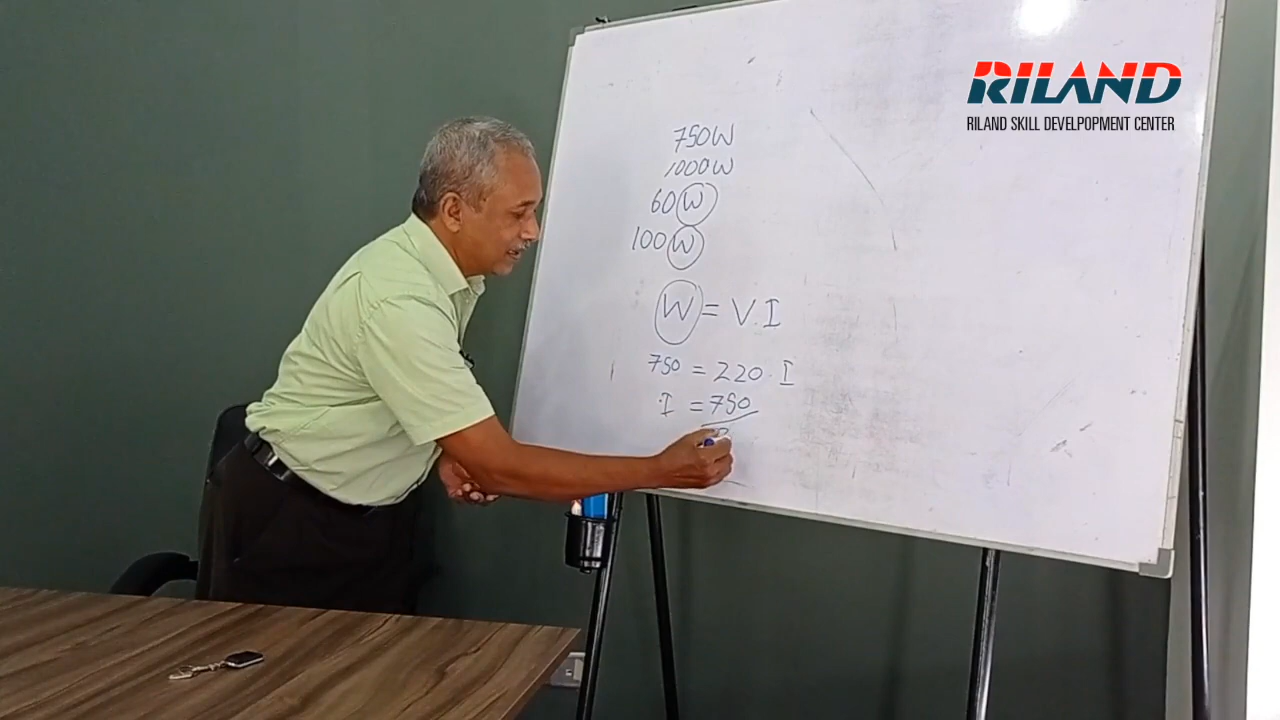 RILAND
RILAND SKILL DEVELPOPMENT CENTER
750W
1000W
60W
100W
W = V.I
750 = 220.I
I = 750